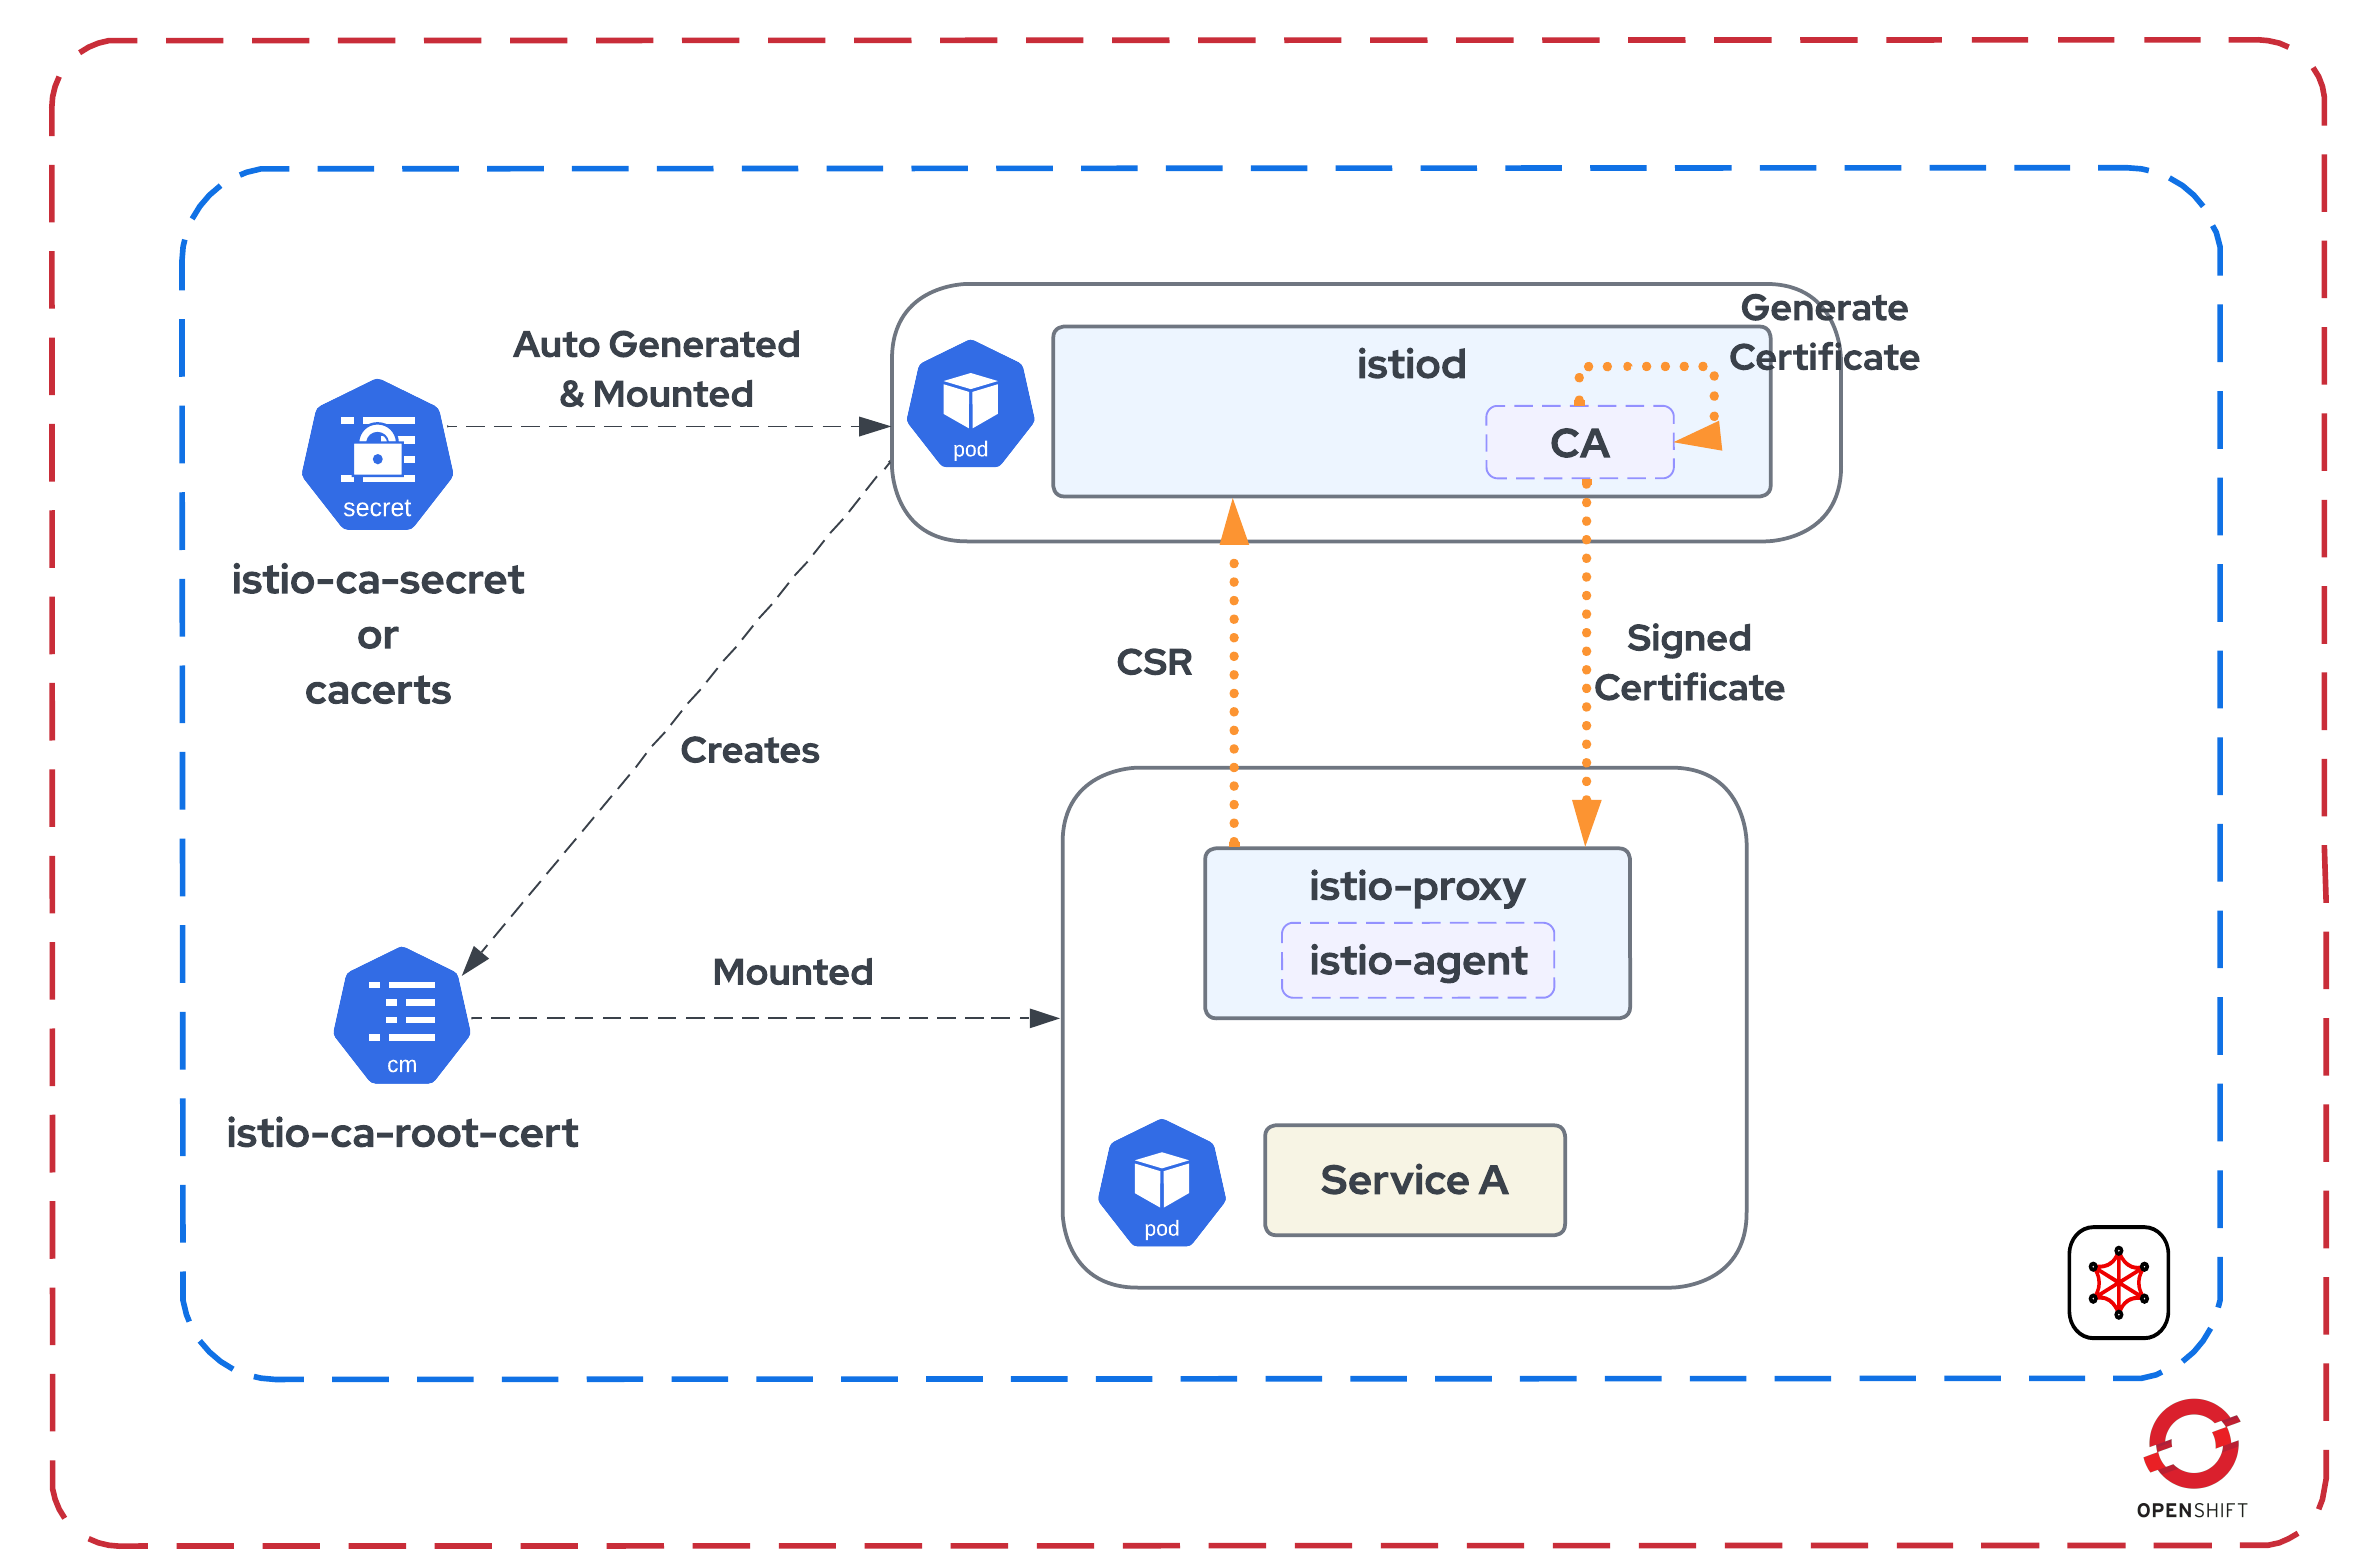 Generate
Certificate
Auto Generated
& Mounted
istiod
CA
pod
secret
istio-ca-secret
or
cacerts
CSR
Signed
Certificate
Creates
istio-proxy
istio-agent
Mounted
cm
istio-ca-root-cert
Service A
pod
OPENSHIFT